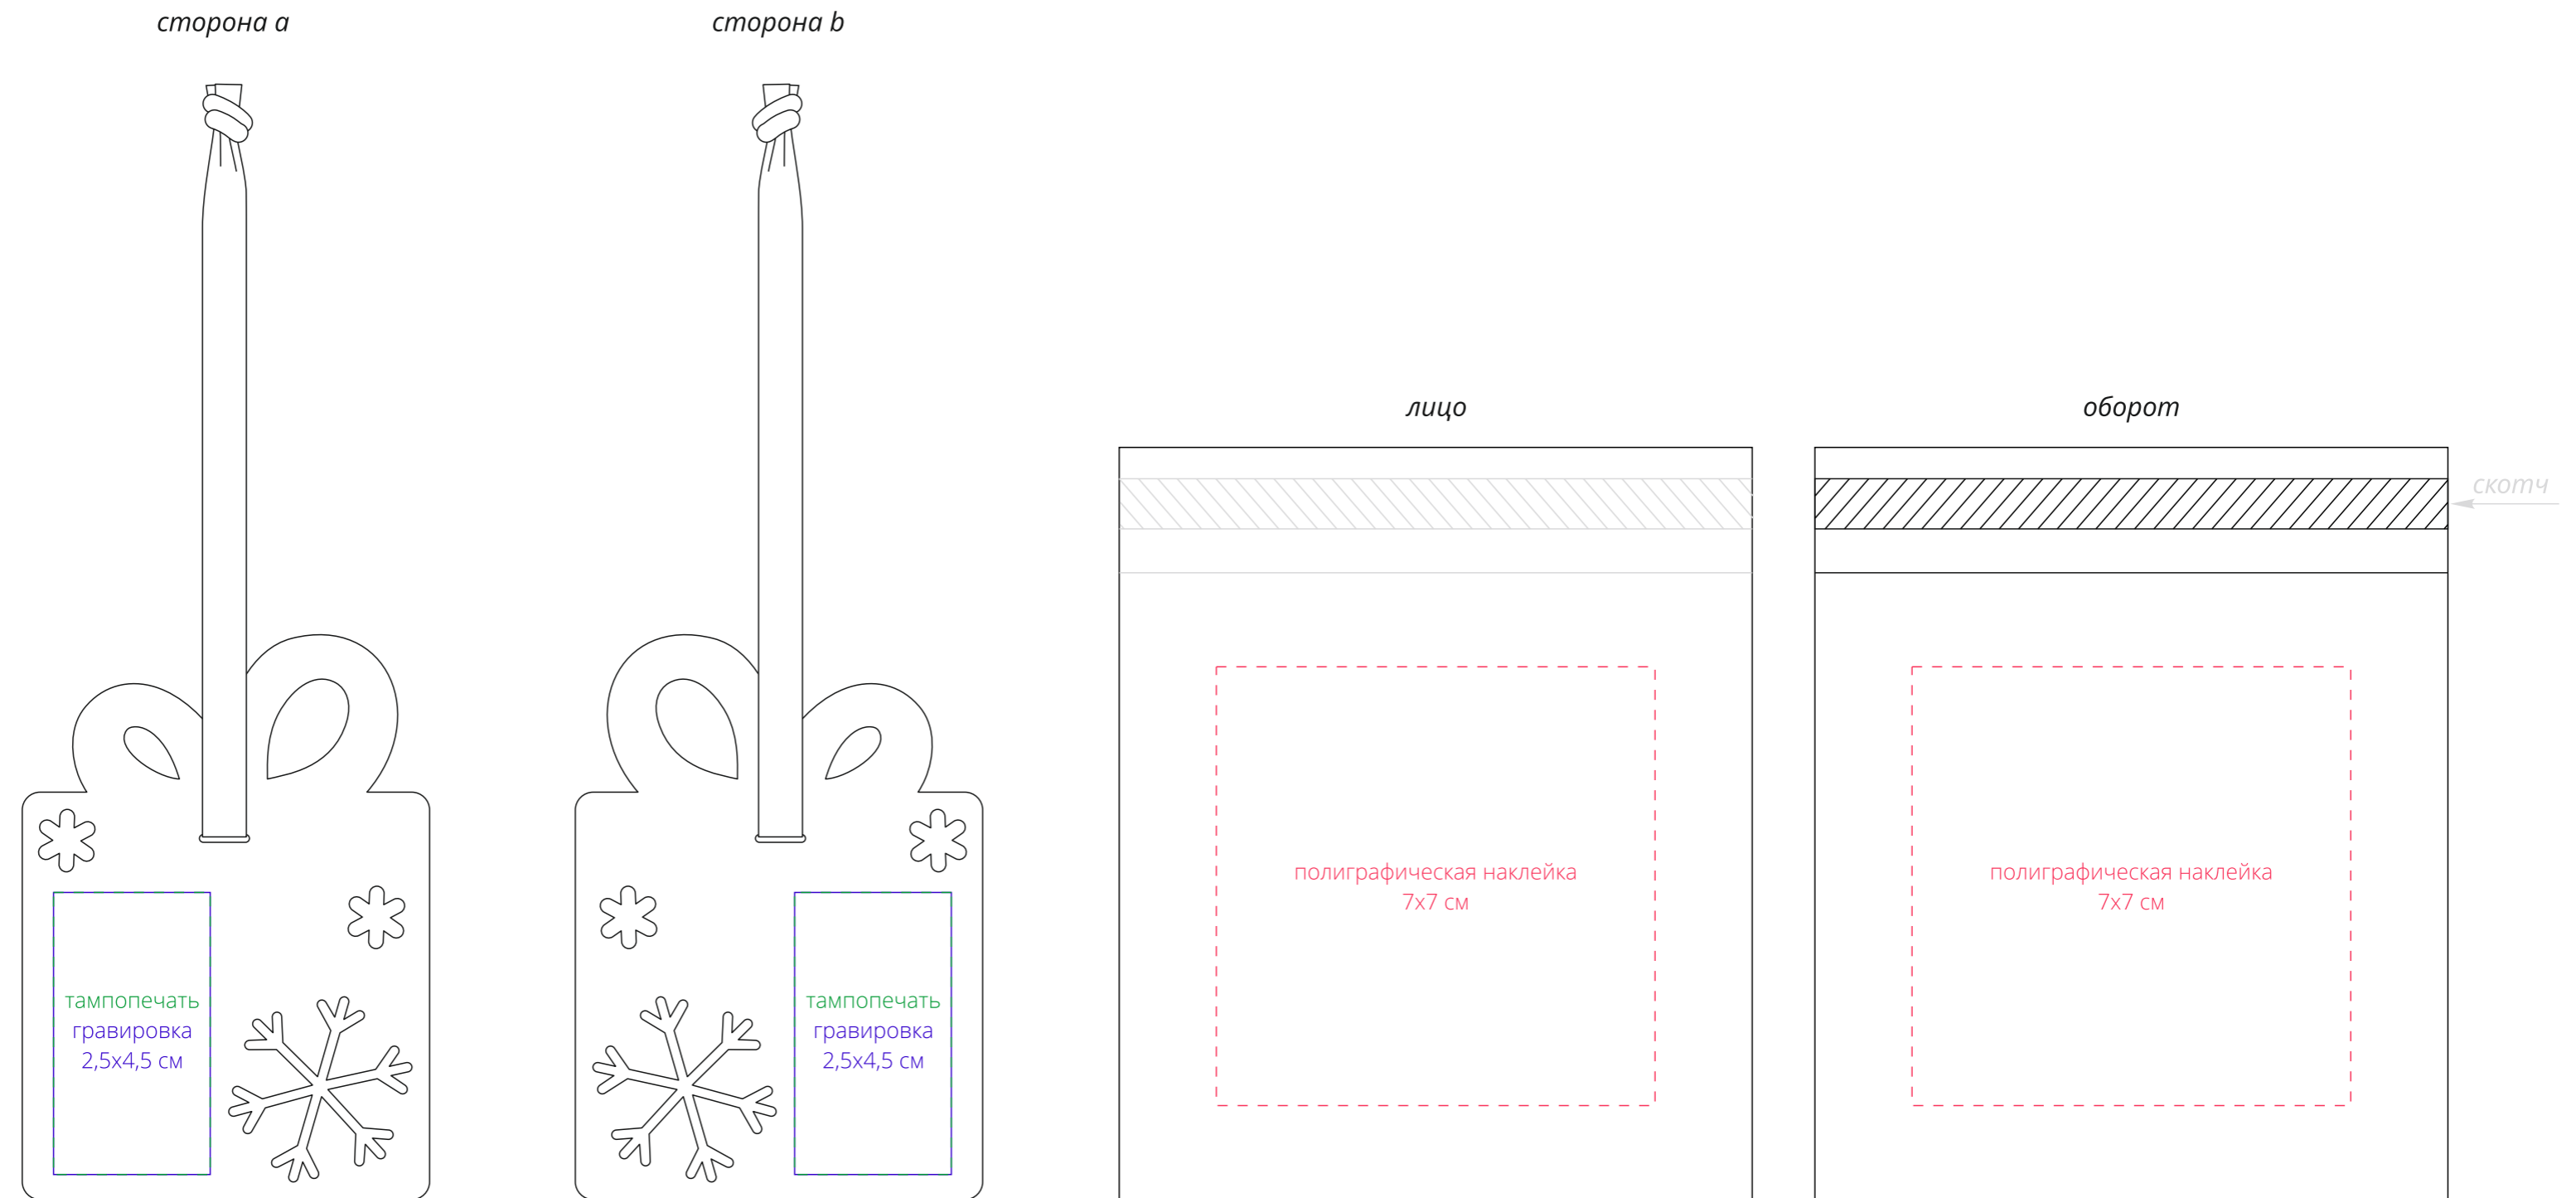 сторона a
сторона b
лицо
оборот
скотч
тампопечать
гравировка
2,5х4,5 см
тампопечать
гравировка
2,5х4,5 см
полиграфическая наклейка
7х7 см
полиграфическая наклейка
7х7 см